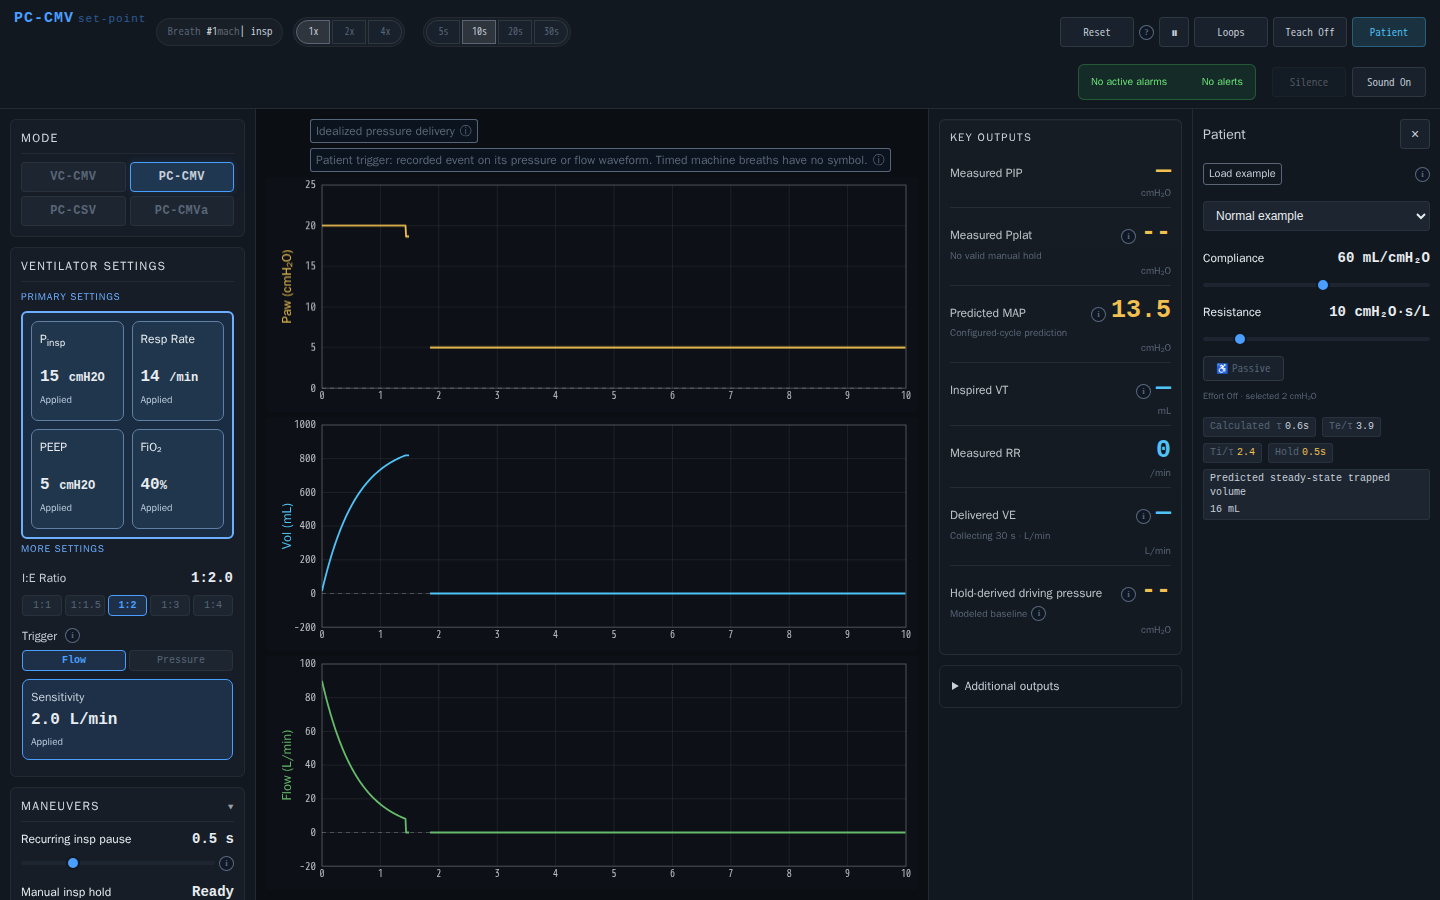 PC-CMV set-point
Breath #1 mach insp
1x 2x 4x
5s 10s 20s 30s
Reset ? Loops Teach Off Patient
No active alarms No alerts Silence Sound On
MODE
VC-CMV PC-CMV
PC-CSV PC-CMVa
VENTILATOR SETTINGS
PRIMARY SETTINGS
Pinsp
15 cmH2O
Applied
Resp Rate
14 /min
Applied
PEEP
5 cmH2O
Applied
FiO₂
40%
Applied
MORE SETTINGS
I:E Ratio 1:2.0
1:1 1:1.5 1:2 1:3 1:4
Trigger ⓘ
Flow Pressure
Sensitivity
2.0 L/min
Applied
MANEUVERS ▾
Recurring insp pause 0.5 s
ⓘ
Manual insp hold Ready
Idealized pressure delivery ⓘ
Patient trigger: recorded event on its pressure or flow waveform. Timed machine breaths have no symbol. ⓘ
Paw (cmH₂O)
25
20
15
10
5
0
0 1 2 3 4 5 6 7 8 9 10
Vol (mL)
1000
800
600
400
200
0
-200
0 1 2 3 4 5 6 7 8 9 10
Flow (L/min)
100
80
60
40
20
0
-20
0 1 2 3 4 5 6 7 8 9 10
KEY OUTPUTS
Measured PIP —
cmH₂O
Measured Pplat ⓘ --
No valid manual hold
cmH₂O
Predicted MAP ⓘ 13.5
Configured-cycle prediction
cmH₂O
Inspired VT ⓘ —
mL
Measured RR 0
/min
Delivered VE ⓘ —
Collecting 30 s · L/min
L/min
Hold-derived driving pressure ⓘ --
Modeled baseline ⓘ
cmH₂O
▶ Additional outputs
Patient ×
Load example ⓘ
Normal example
Compliance 60 mL/cmH₂O
Resistance 10 cmH₂O·s/L
♿ Passive
Effort Off · selected 2 cmH₂O
Calculated τ 0.6s Te/τ 3.9
Ti/τ 2.4 Hold 0.5s
Predicted steady-state trapped
volume
16 mL